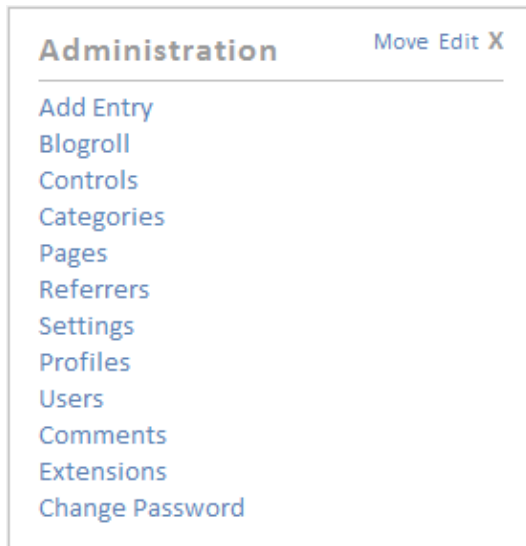 Administration Move Edit X
Add Entry
Blogroll
Controls
Categories
Pages
Referrers
Settings
Profiles
Users
Comments
Extensions
Change Password